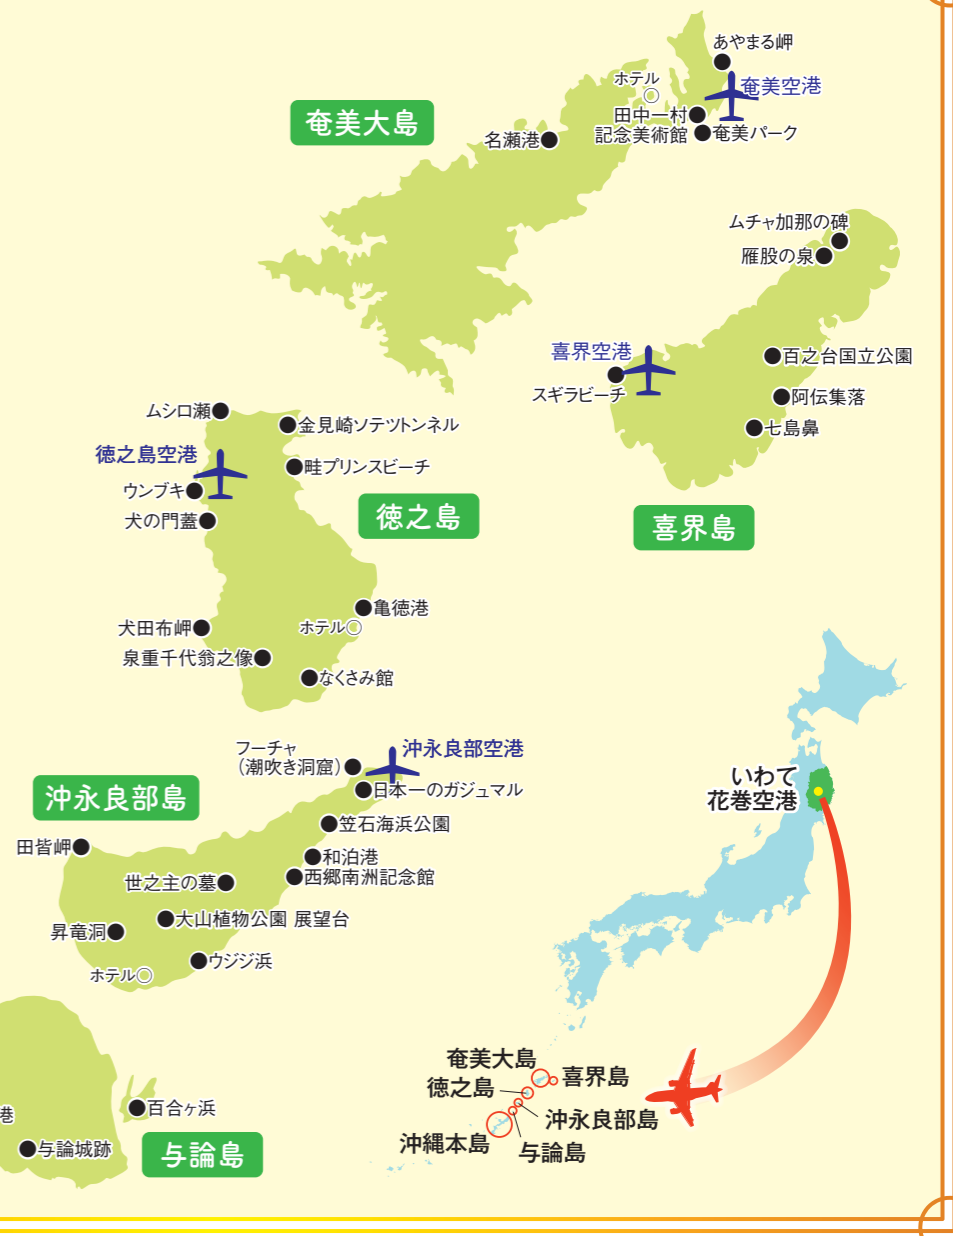 あやまる岬
ホテル
奄美空港
奄美大島
田中一村
記念美術館
奄美パーク
名瀬港
ムチャ加那の碑
雁股の泉
喜界空港
百之台国立公園
スギラビーチ
阿伝集落
七島鼻
喜界島
ムシロ瀬
金見崎ソテツトンネル
徳之島空港
畦プリンスビーチ
ウンブキ
徳之島
犬の門蓋
亀徳港
犬田布岬
ホテル
泉重千代翁之像
なくさみ館
フーチャ
(潮吹き洞窟)
沖永良部空港
日本一のガジュマル
沖永良部島
笠石海浜公園
田皆岬
和泊港
世之主の墓
西郷南洲記念館
大山植物公園 展望台
昇竜洞
ウジジ浜
ホテル
いわて
花巻空港
港
百合ヶ浜
与論城跡
与論島
奄美大島
喜界島
徳之島
沖永良部島
沖縄本島
与論島